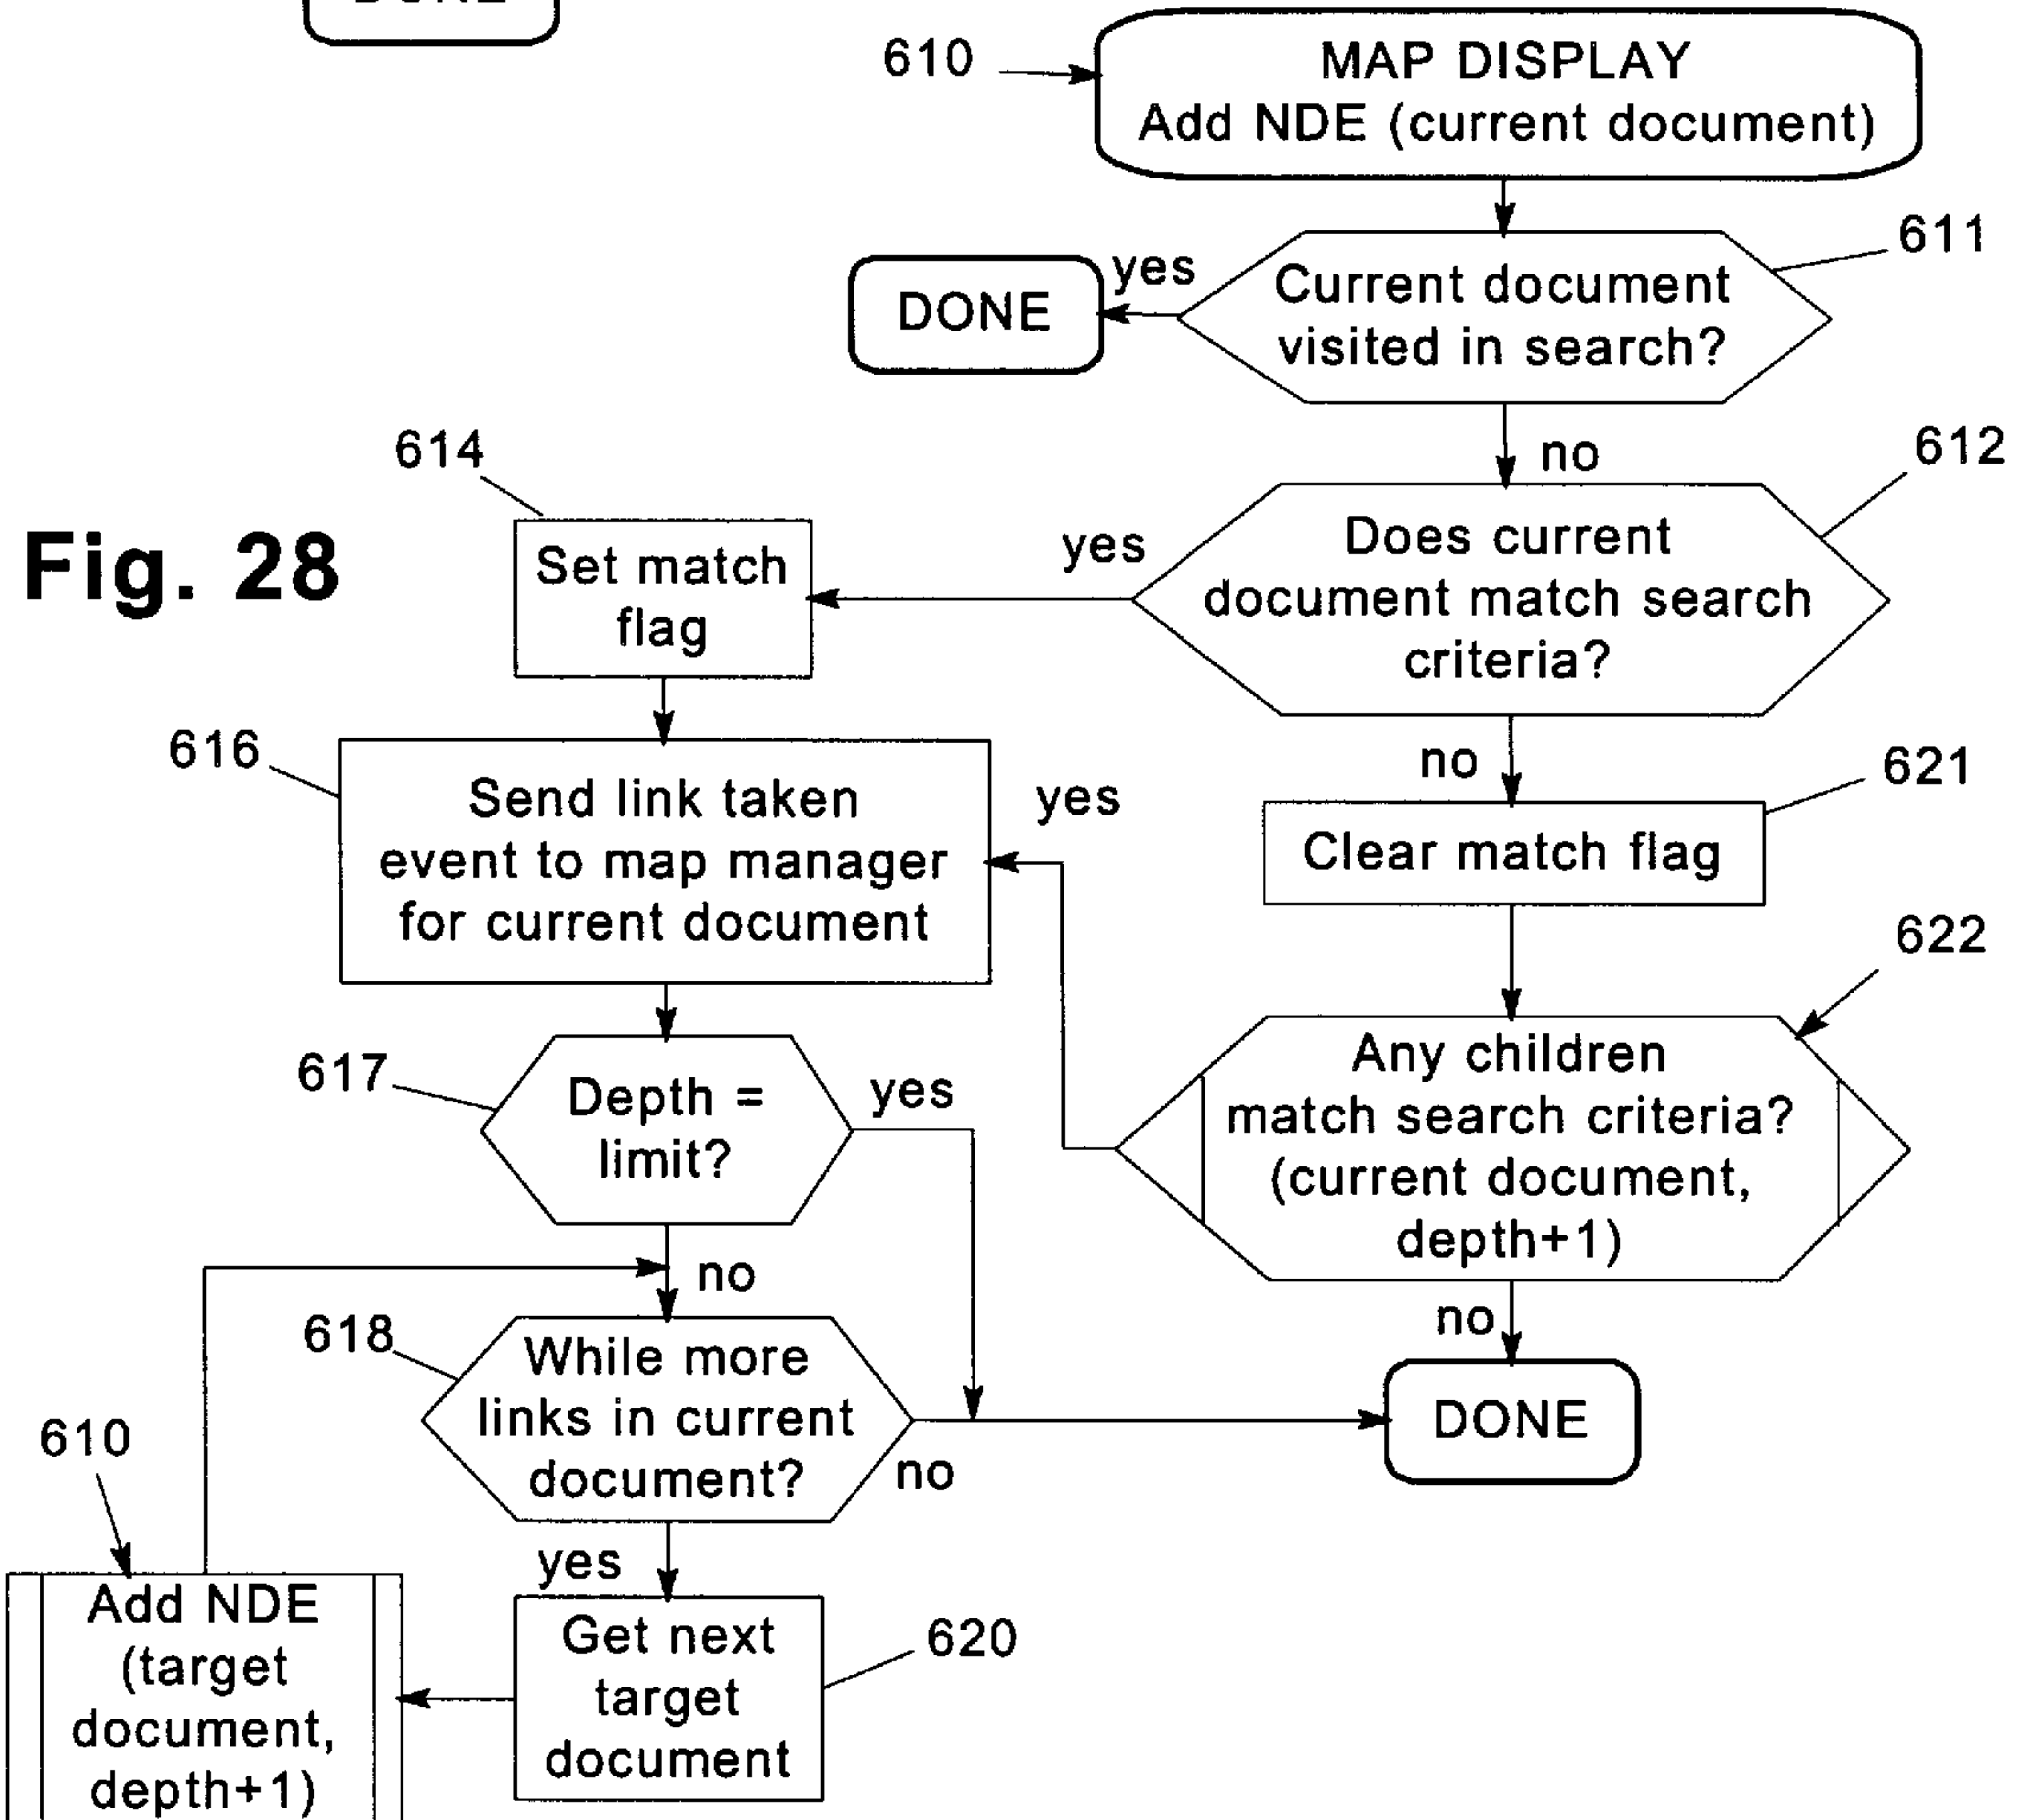 DONE
610
MAP DISPLAY
Add NDE (current document)
611
yes
Current document
visited in search?
DONE
no
612
614
Fig. 28
Does current
document match search
criteria?
yes
Set match
flag
616
no
621
Send link taken
event to map manager
for current document
yes
Clear match flag
622
617
Depth =
limit?
yes
Any children
match search criteria?
(current document,
depth+1)
no
no
618
While more
links in current
document?
no
DONE
610
yes
Add NDE
(target
document,
depth+1)
Get next
target
document
620